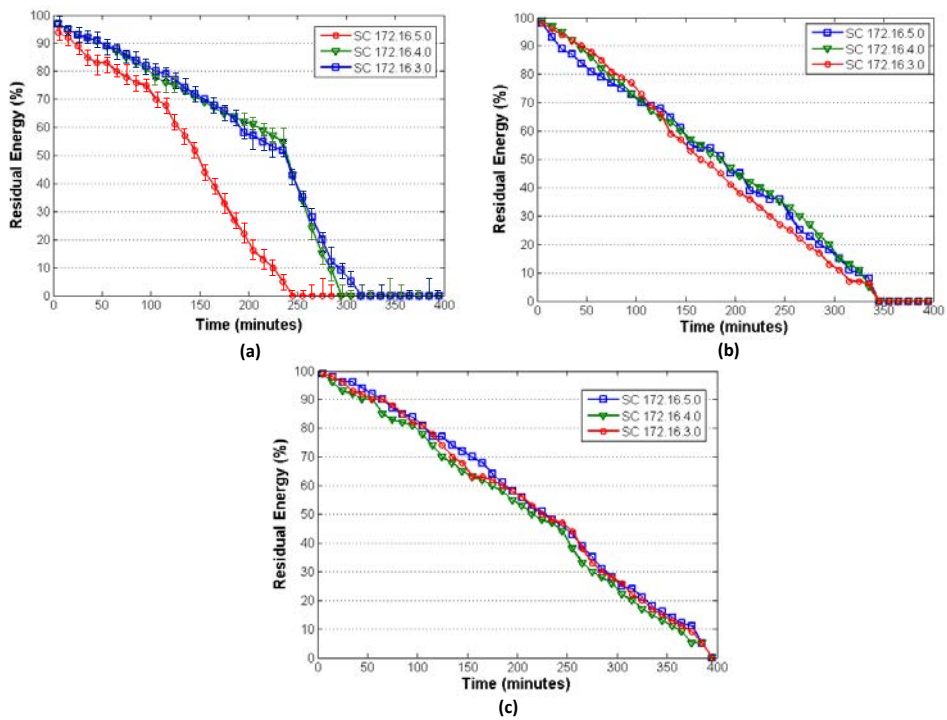 100
90
80
70
60
50
40
30
20
10
0
Residual Energy (%)
SC 172.16.5.0
SC 172.16.4.0
SC 172.16.3.0
0 50 100 150 200 250 300 350 400
Time (minutes)
(a)
100
90
80
70
60
50
40
30
20
10
0
Residual Energy (%)
SC 172.16.5.0
SC 172.16.4.0
SC 172.16.3.0
0 50 100 150 200 250 300 350 400
Time (minutes)
(b)
100
90
80
70
60
50
40
30
20
10
0
Residual Energy (%)
SC 172.16.5.0
SC 172.16.4.0
SC 172.16.3.0
0 50 100 150 200 250 300 350 400
Time (minutes)
(c)